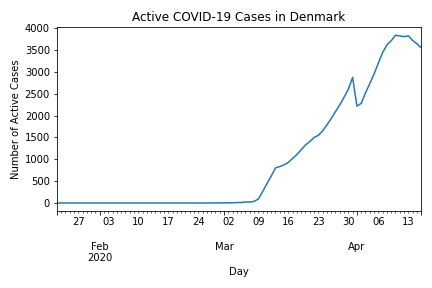 Active COVID-19 Cases in Denmark
4000
3500
3000
2500
2000
1500
1000
500
0
Number of Active Cases
27 03 10 17 24 02 09 16 23 30 06 13
Feb Mar Apr
2020
Day